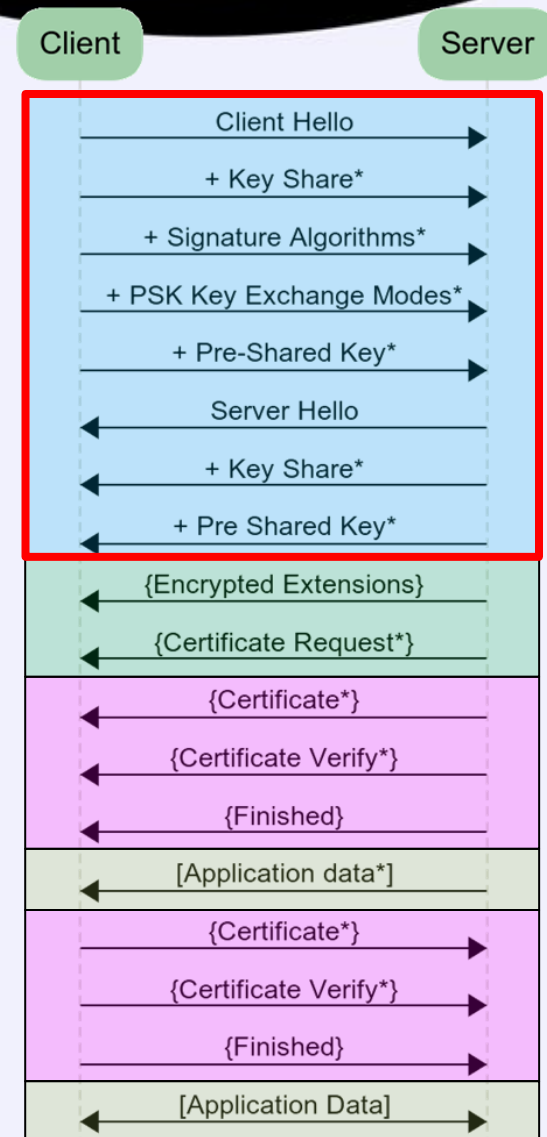 Client Server
Client Hello
+ Key Share*
+ Signature Algorithms*
+ PSK Key Exchange Modes*
+ Pre-Shared Key*
Server Hello
+ Key Share*
+ Pre Shared Key*
{Encrypted Extensions}
{Certificate Request*}
{Certificate*}
{Certificate Verify*}
{Finished}
[Application data*]
{Certificate*}
{Certificate Verify*}
{Finished}
[Application Data]